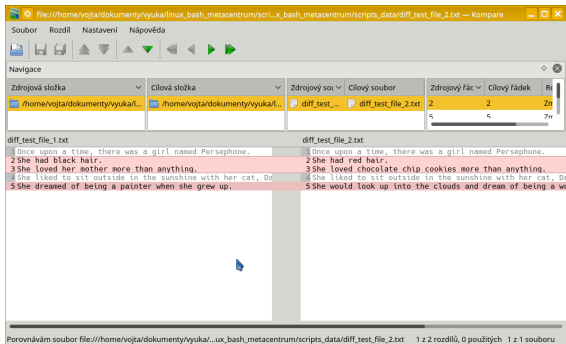 file:///home/vojta/dokumenty/vyuka/linux_bash_metacentrum/scri...x_bash_metacentrum/scripts_data/diff_test_file_2.txt — Kompare
Soubor Rozdíl Nastavení Nápověda
Navigace
Zdrojová složka Cílová složka Zdrojový sou Cílový soubor Zdrojový řác Cílový řádek
/home/vojta/dokumenty/vyuka/l... /home/vojta/dokumenty/vyuka/l... diff_test_... diff_test_file_2.txt 2 2
5 5
diff_test_file_1.txt diff_test_file_2.txt
1 Once upon a time, there was a girl named Persephone. 1 Once upon a time, there was a girl named Persephone.
2 She had black hair. 2 She had red hair.
3 She loved her mother more than anything. 3 She loved chocolate chip cookies more than anything.
4 She liked to sit outside in the sunshine with her cat, Da 4 She liked to sit outside in the sunshine with her cat, Da
5 She dreamed of being a painter when she grew up. 5 She would look up into the clouds and dream of being a we
Porovnávám soubor file:///home/vojta/dokumenty/vyuka/...ux_bash_metacentrum/scripts_data/diff_test_file_2.txt 1 z 2 rozdílů, 0 použitých 1 z 1 souboru